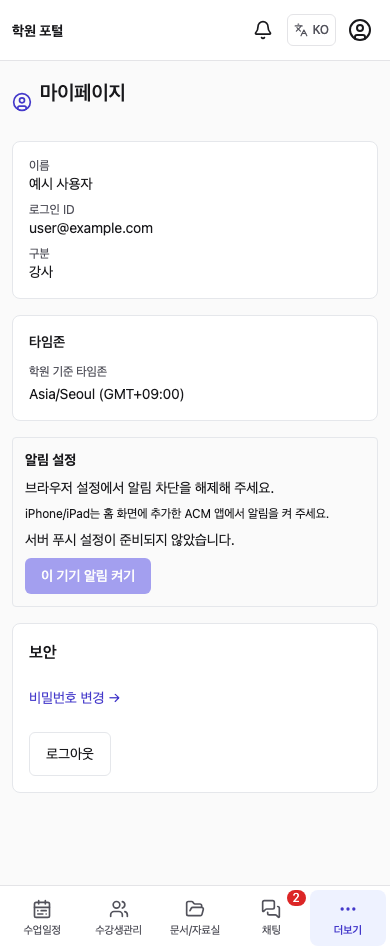 학원 포털
KO
마이페이지
이름
예시 사용자
로그인 ID
user@example.com
구분
강사
타임존
학원 기준 타임존
Asia/Seoul (GMT+09:00)
알림 설정
브라우저 설정에서 알림 차단을 해제해 주세요.
iPhone/iPad는 홈 화면에 추가한 ACM 앱에서 알림을 켜 주세요.
서버 푸시 설정이 준비되지 않았습니다.
이 기기 알림 켜기
보안
비밀번호 변경 →
로그아웃
수업일정
수강생관리
문서/자료실
2
채팅
더보기